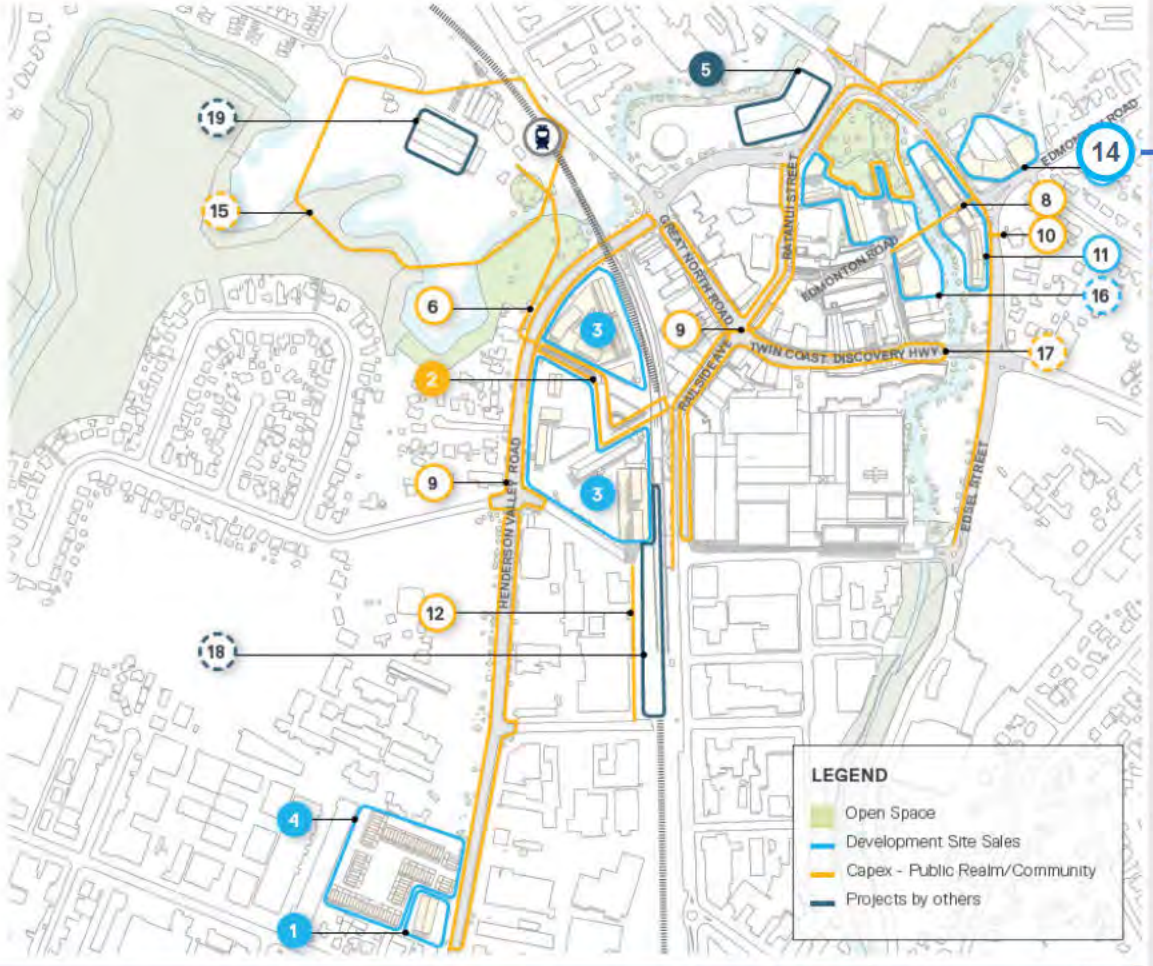 5
19
14
EDMONTON ROAD
8
15
RATANUI STREET
10
GREAT NORTH ROAD
EDMONTON ROAD
11
16
6
3
9
TWIN COAST DISCOVERY HWY
17
2
RAILSIDE AVE
HENDERSON VALLEY ROAD
9
3
EDSEL STREET
12
18
4
1
LEGEND
Open Space
Development Site Sales
Capex - Public Realm/Community
Projects by others